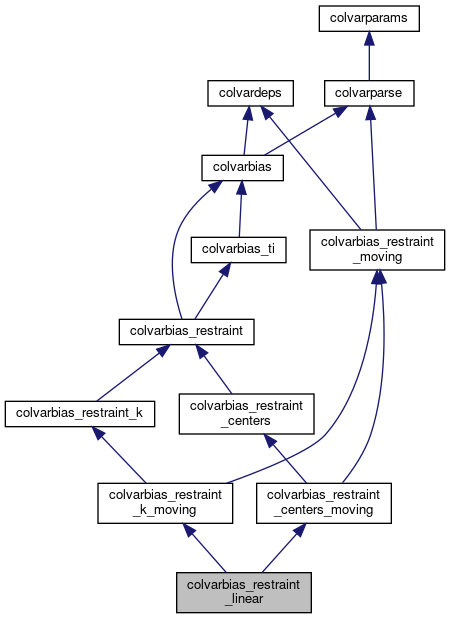 colvarparams
colvardeps
colvarparse
colvarbias
colvarbias_ti
colvarbias_restraint
_moving
colvarbias_restraint
colvarbias_restraint_k
colvarbias_restraint
_centers
colvarbias_restraint
_k_moving
colvarbias_restraint
_centers_moving
colvarbias_restraint
_linear